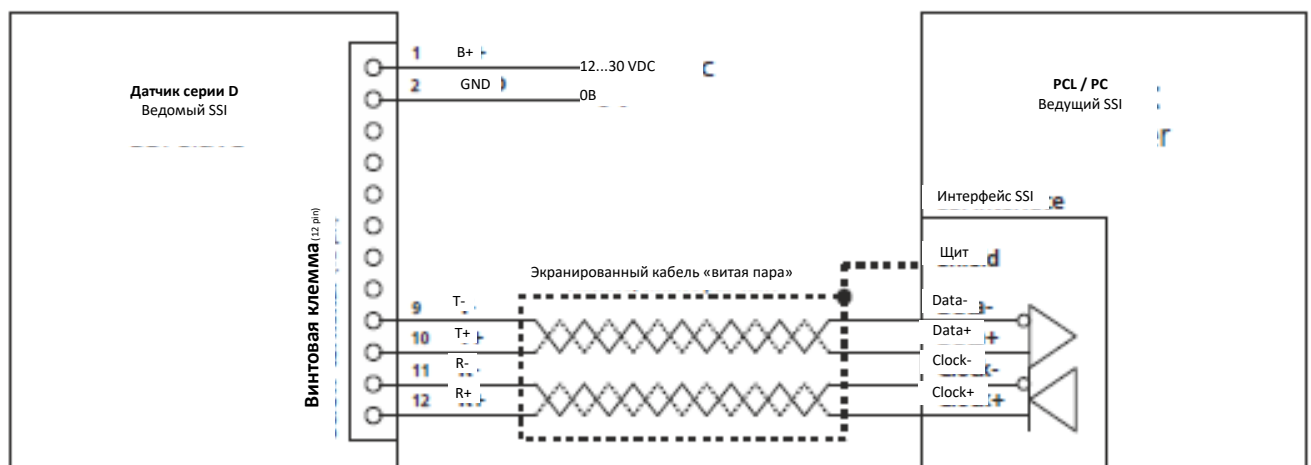 Датчик серии D
Ведомый SSI
Винтовая клемма (12 pin)
1 B+
12...30 VDC
2 GND
0В
9 T-
10 T+
11 R-
12 R+
Экранированный кабель «витая пара»
PCL / PC
Ведущий SSI
Интерфейс SSI
Щит
Data-
Data+
Clock-
Clock+